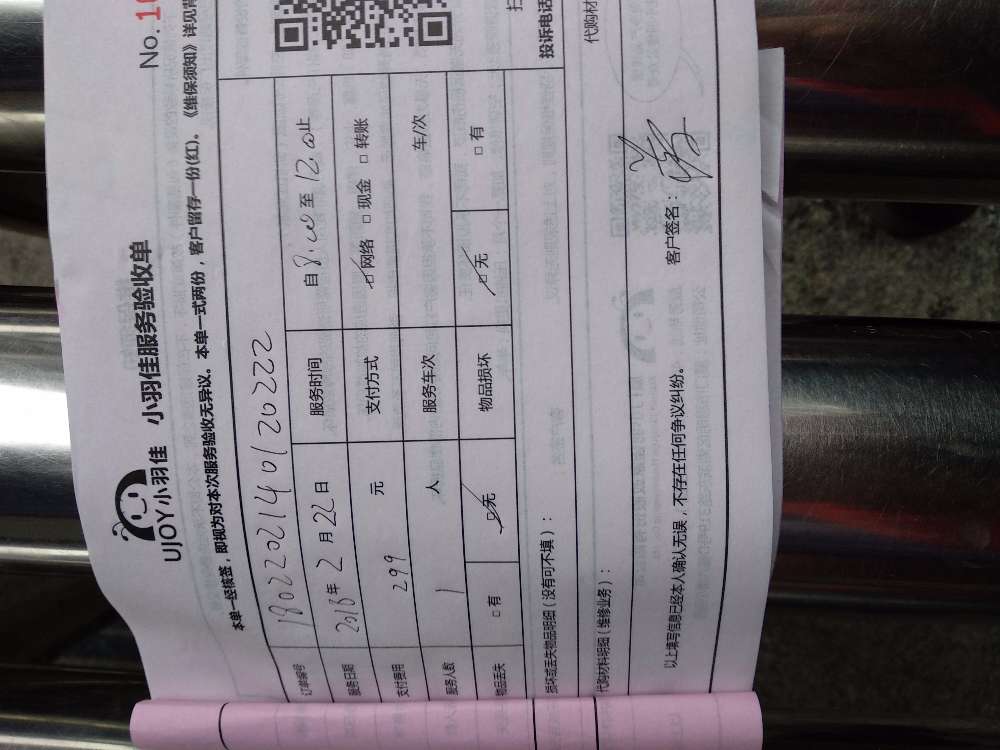 No. 1
UJOY小羽佳 小羽佳服务验收单
本单一经核签，即视为对本次服务验收无异议。本单一式两份，客户留存一份(红)。《维保须知》详见背
订单编号 1802202140120222
服务日期 2018年2月22日 服务时间 自8:00至12.00止
支付费用 299 元 支付方式 ☑网络 □现金 □转账
服务人数 1 人 服务车次 车/次
物品丢失 □有 ☑无 物品损坏 ☑无 □有
损坏或丢失物品明细（没有可不填）：
投诉电话
代购材料明细（维修业务）：
代购材
以上填写信息已经本人确认无误，不存在任何争议纠纷。 客户签名：